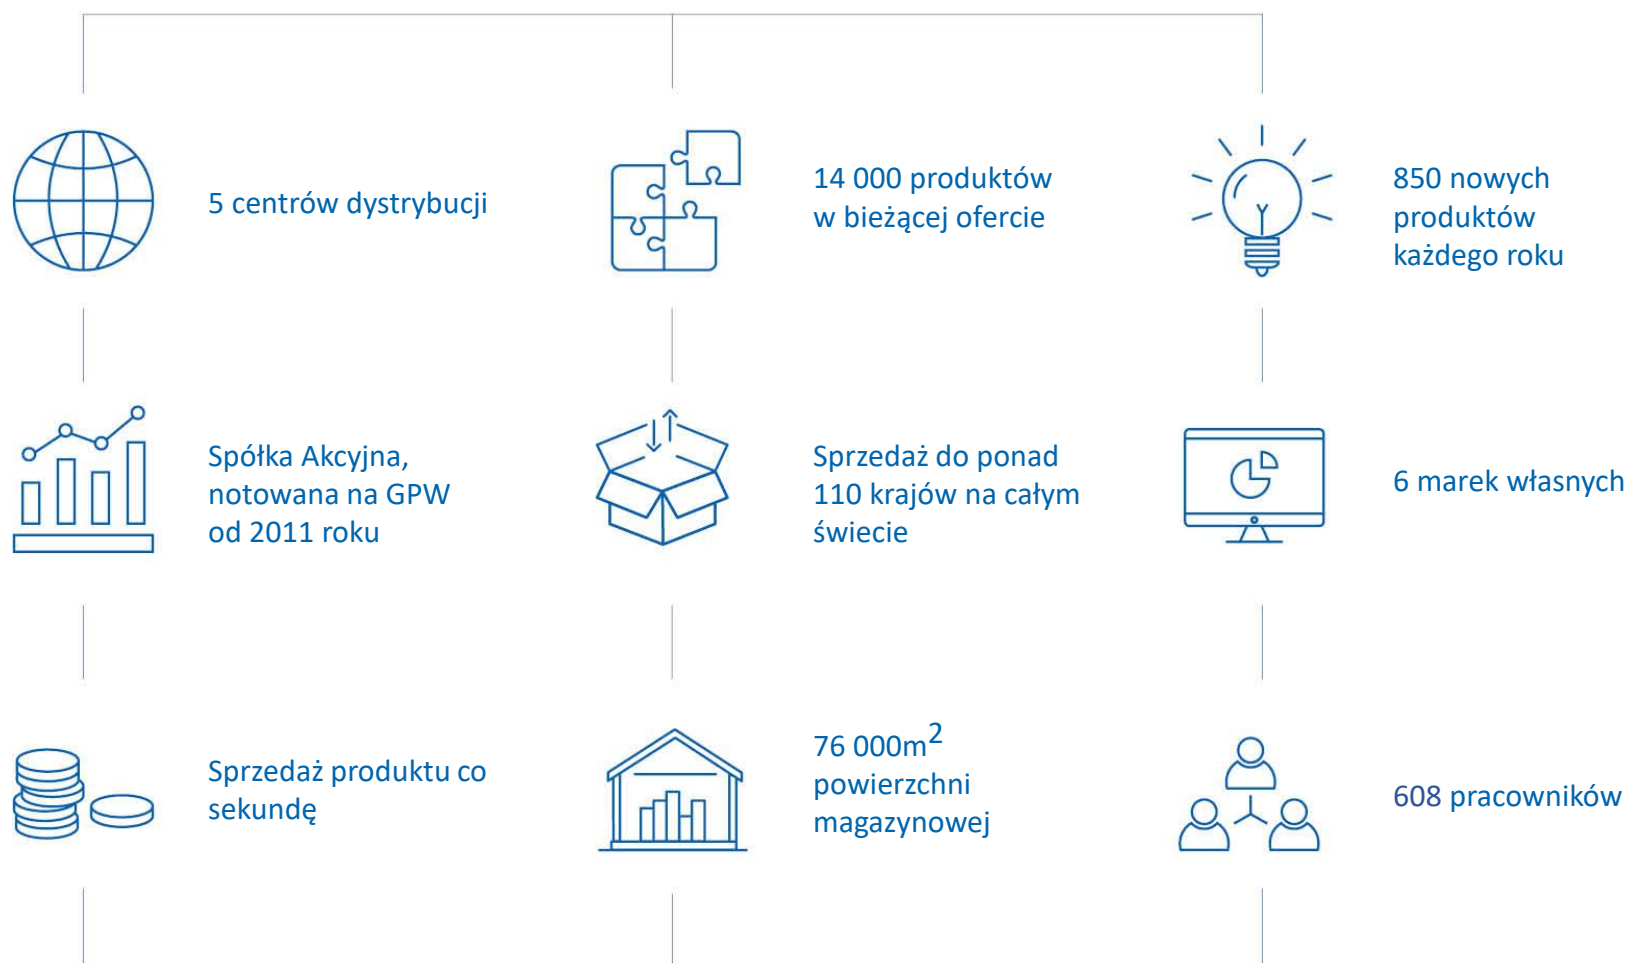 5 centrów dystrybucji
14 000 produktów
w bieżącej ofercie
850 nowych
produktów
każdego roku
Spółka Akcyjna,
notowana na GPW
od 2011 roku
Sprzedaż do ponad
110 krajów na całym
świecie
6 marek własnych
Sprzedaż produktu co
sekundę
76 000m²
powierzchni
magazynowej
608 pracowników